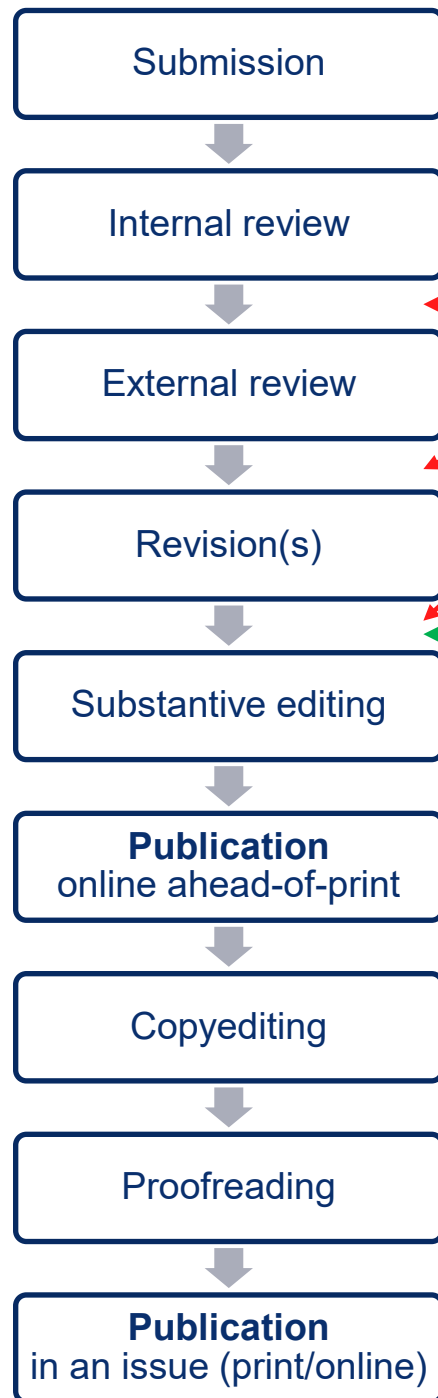 Submission
Internal review
External review
Revision(s)
Substantive editing
Publication
online ahead-of-print
Copyediting
Proofreading
Publication
in an issue (print/online)